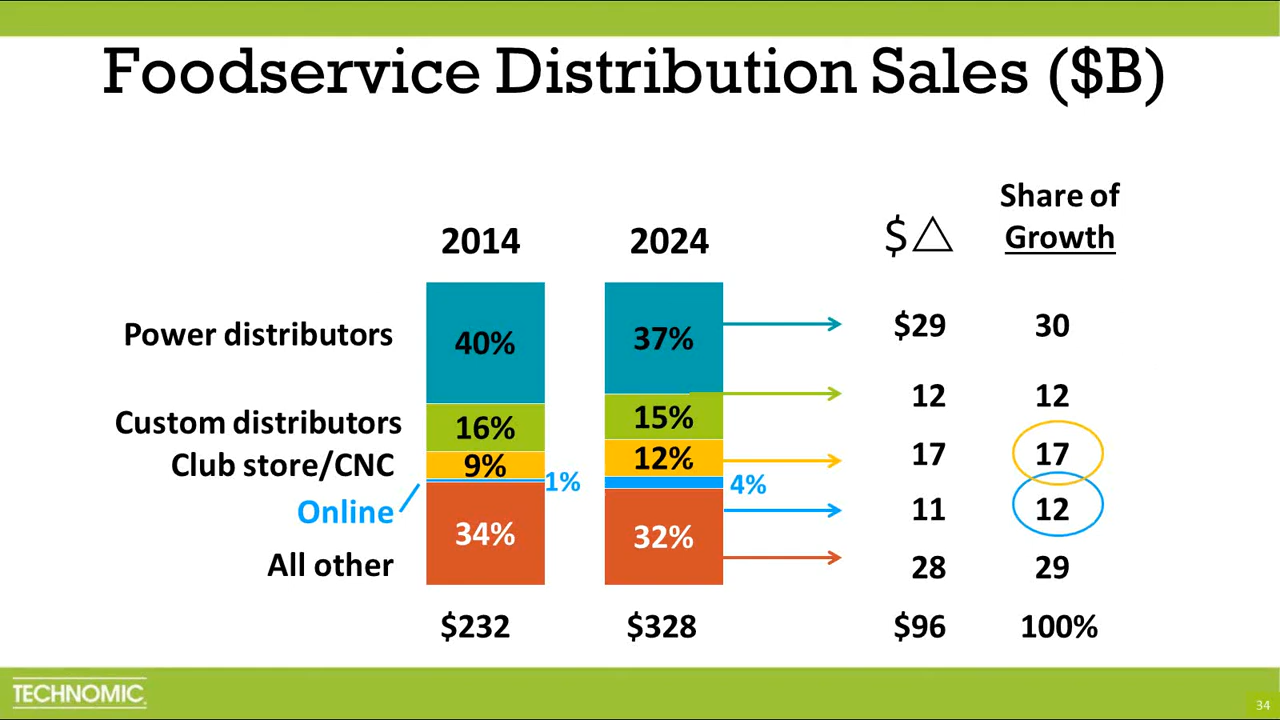 Foodservice Distribution Sales ($B)
Share of
2014 2024 $△ Growth
Power distributors 40% 37% $29 30
Custom distributors 16% 15% 12 12
Club store/CNC 9% 12% 17 17
Online 1% 4% 11 12
All other 34% 32% 28 29
$232 $328 $96 100%
TECHNOMIC
34